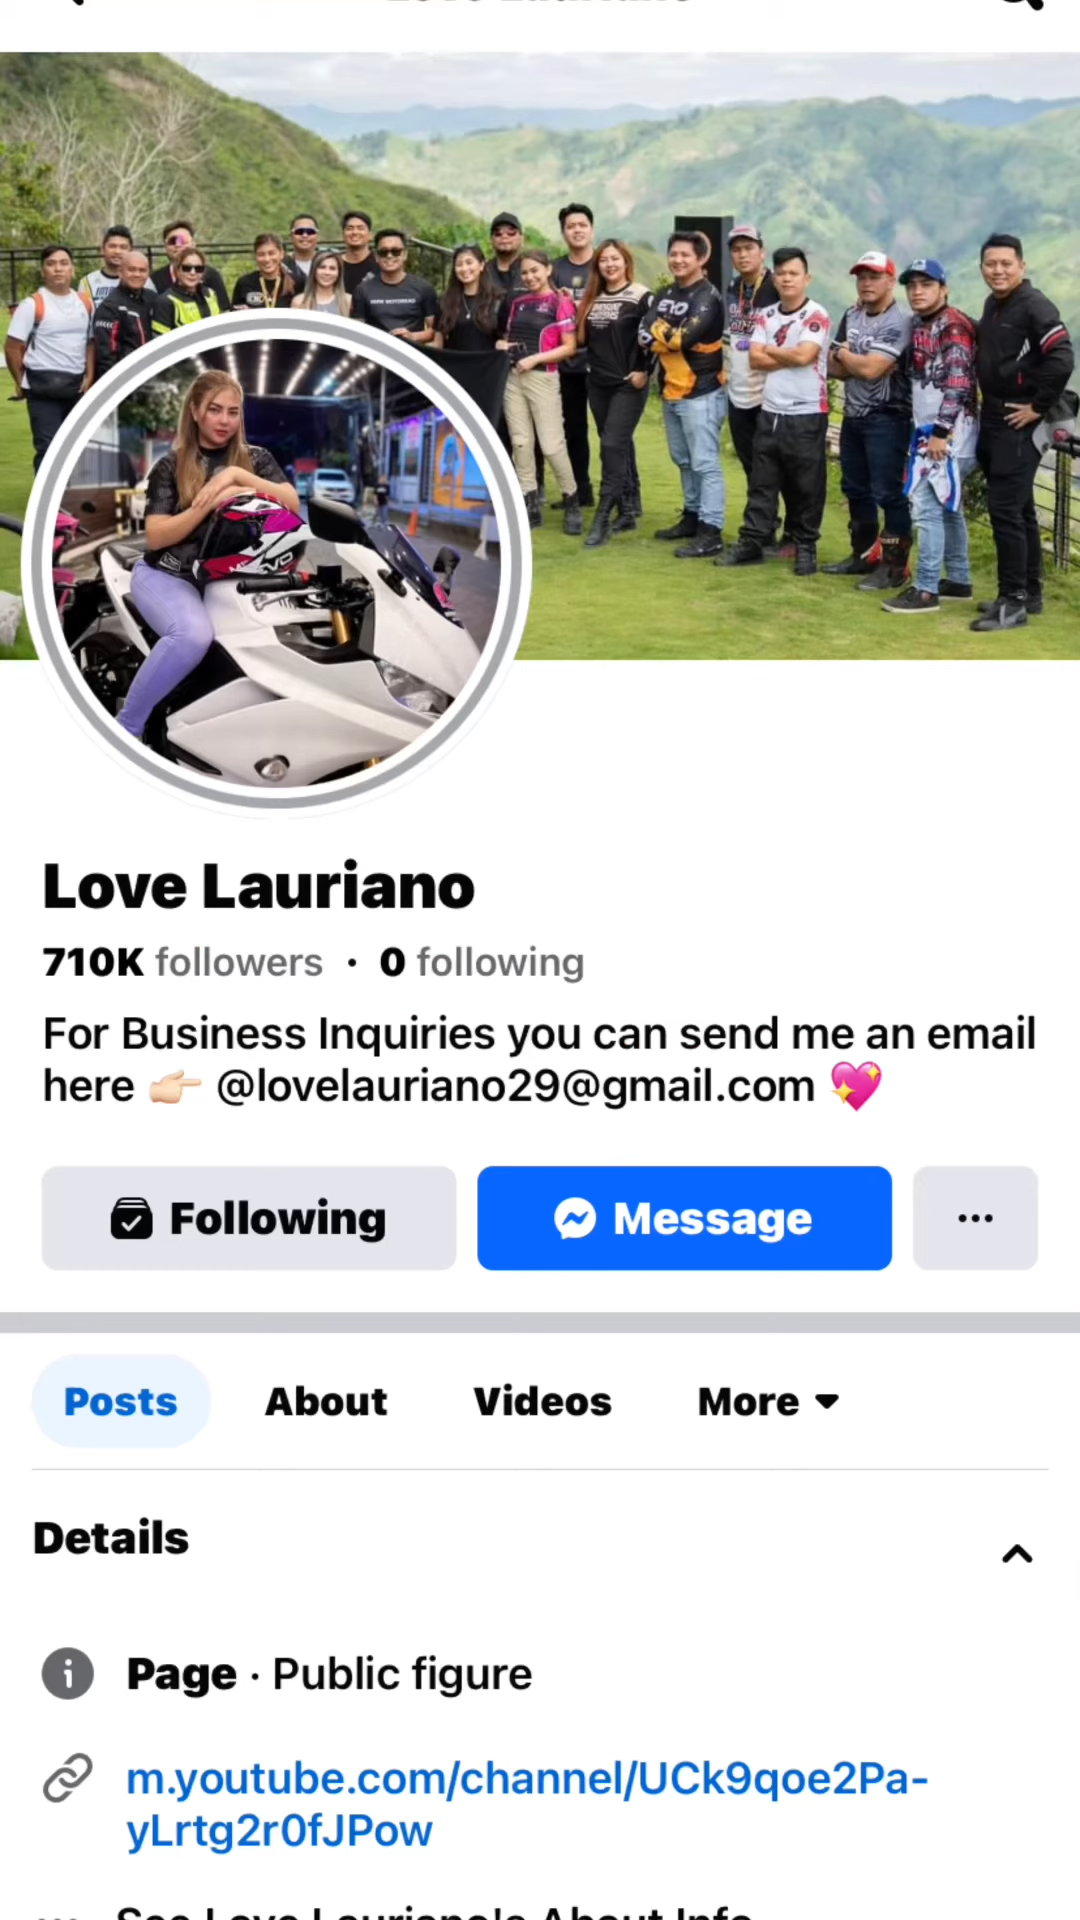 Love Lauriano
710K followers · 0 following
For Business Inquiries you can send me an email
here 👉🏻 @lovelauriano29@gmail.com 💖
Following
Message
Posts
About
Videos
More
Details
Page · Public figure
m.youtube.com/channel/UCk9qoe2Pa-
yLrtg2r0fJPow
See Love Lauriano's About Info